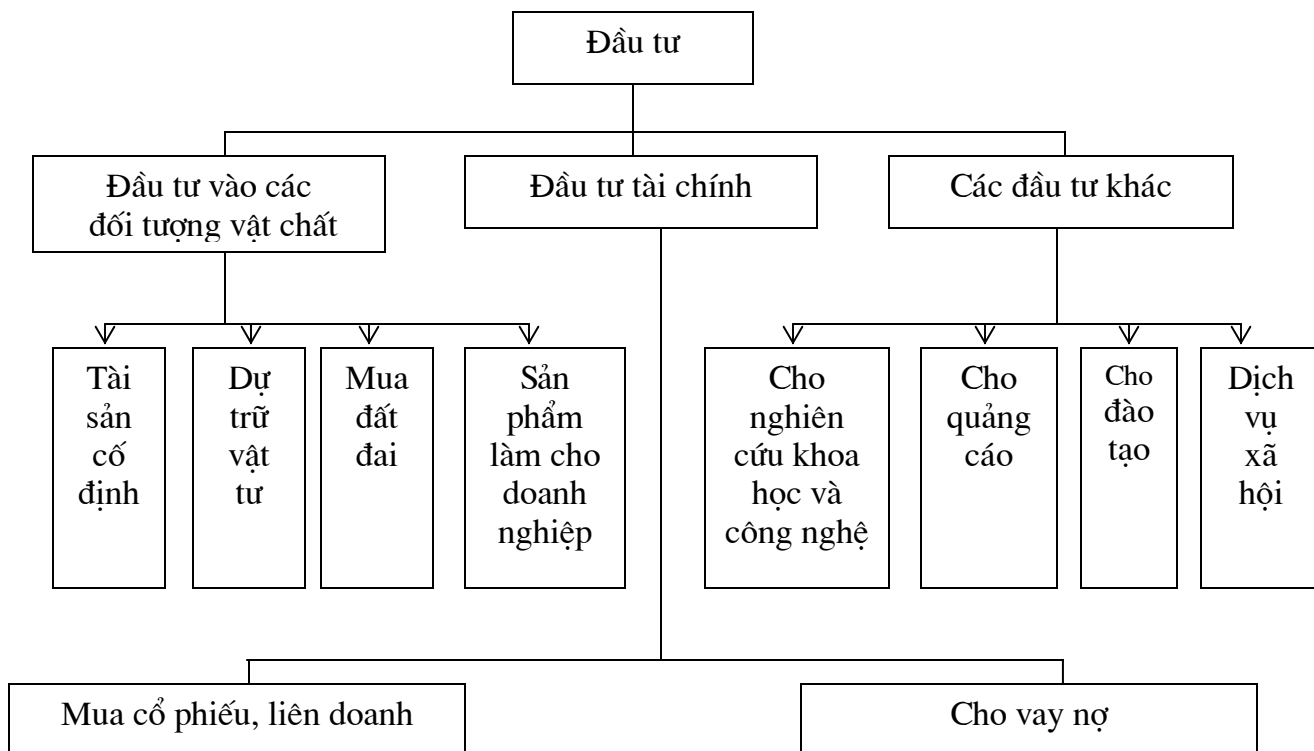 Đầu tư
Đầu tư vào các
đối tượng vật chất
Đầu tư tài chính
Các đầu tư khác
Tài
sản
cố
định
Dự
trữ
vật
tư
Mua
đất
đai
Sản
phẩm
làm cho
doanh
nghiệp
Cho
nghiên
cứu khoa
học và
công nghệ
Cho
quảng
cáo
Cho
đào
tạo
Dịch
vụ
xã
hội
Mua cổ phiếu, liên doanh
Cho vay nợ